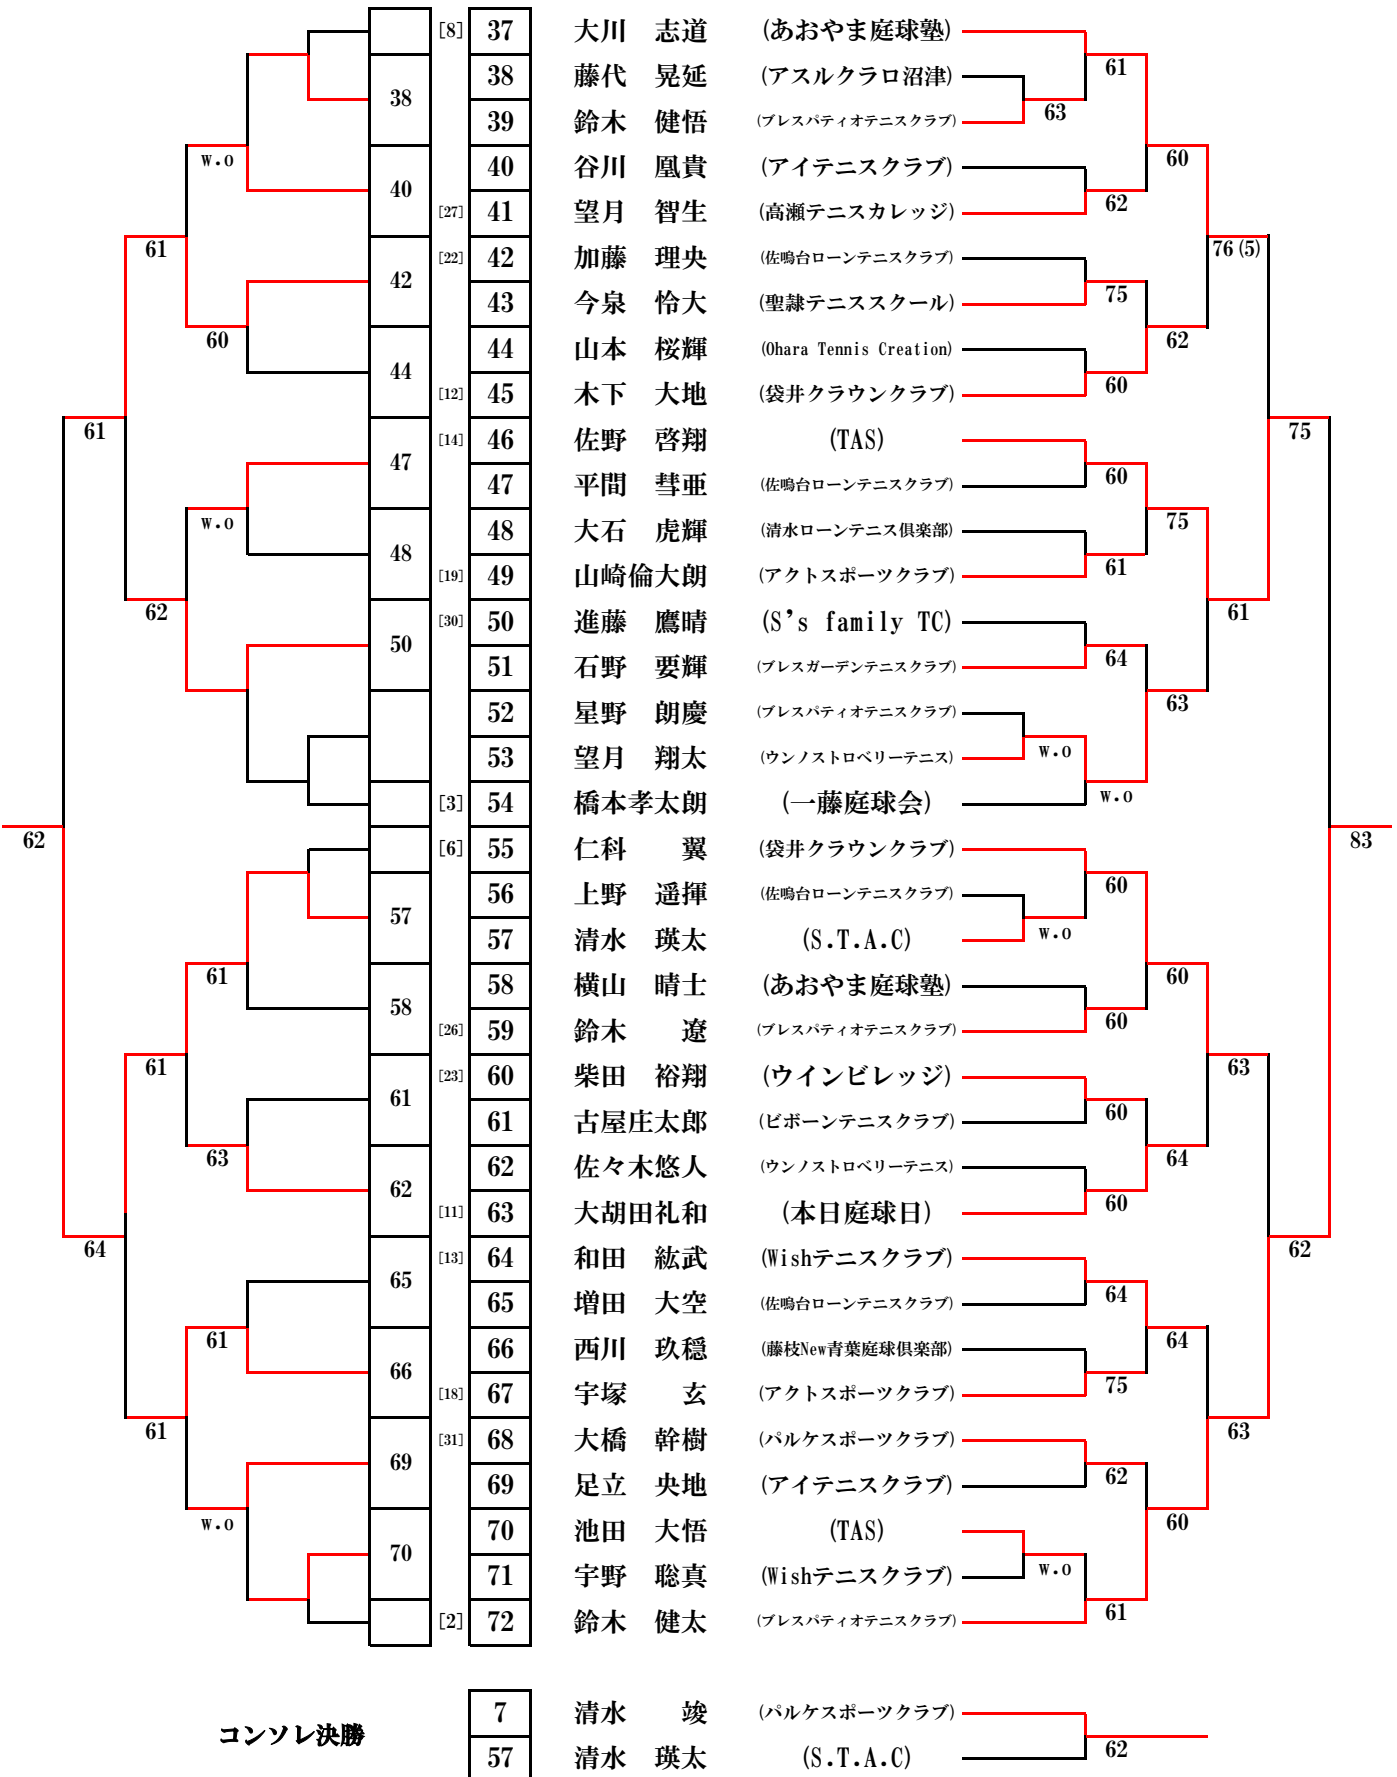 [8] 37 大川 志道 (あおやま庭球塾)
38 藤代 晃延 (アスルクラロ沼津) 61
38
39 鈴木 健悟 (ブレスパティオテニスクラブ) 63
w.o 40 谷川 凰貴 (アイテニスクラブ) 60
40
[27] 41 望月 智生 (高瀬テニスカレッジ) 62
61 [22] 42 加藤 理央 (佐鳴台ローンテニスクラブ) 76(5)
42
43 今泉 怜大 (聖隷テニススクール) 75
60 44 山本 桜輝 (Ohara Tennis Creation) 62
44
[12] 45 木下 大地 (袋井クラウンクラブ) 60
61 [14] 46 佐野 啓翔 (TAS) 75
47
47 平間 彗亜 (佐鳴台ローンテニスクラブ) 60
w.o 48 大石 虎輝 (清水ローンテニス倶楽部) 75
48
[19] 49 山崎倫大朗 (アクトスポーツクラブ) 61
62 [30] 50 進藤 鷹晴 (S’s family TC) 61
50
51 石野 要輝 (ブレスガーデンテニスクラブ) 64
52 星野 朗慶 (ブレスパティオテニスクラブ) 63
53 望月 翔太 (ウンノストロベリーテニス) w.o
[3] 54 橋本孝太朗 (一藤庭球会) w.o
62 [6] 55 仁科 翼 (袋井クラウンクラブ) 83
56 上野 遥揮 (佐鳴台ローンテニスクラブ) 60
57
57 清水 瑛太 (S.T.A.C) w.o
61 58 横山 晴士 (あおやま庭球塾) 60
58
[26] 59 鈴木 遼 (ブレスパティオテニスクラブ) 60
61 [23] 60 柴田 裕翔 (ウインビレッジ) 63
61
61 古屋庄太郎 (ビボーンテニスクラブ) 60
63 62 佐々木悠人 (ウンノストロベリーテニス) 64
62
[11] 63 大胡田礼和 (本日庭球日) 60
64 [13] 64 和田 紘武 (Wishテニスクラブ) 62
65
65 増田 大空 (佐鳴台ローンテニスクラブ) 64
61 66 西川 玖穏 (藤枝New青葉庭球倶楽部) 64
66
[18] 67 宇塚 玄 (アクトスポーツクラブ) 75
61 [31] 68 大橋 幹樹 (パルケスポーツクラブ) 63
69
69 足立 央地 (アイテニスクラブ) 62
w.o 70 池田 大悟 (TAS) 60
70
71 宇野 聡真 (Wishテニスクラブ) w.o
[2] 72 鈴木 健太 (ブレスパティオテニスクラブ) 61
コンソレ決勝
7 清水 竣 (パルケスポーツクラブ)
57 清水 瑛太 (S.T.A.C) 62